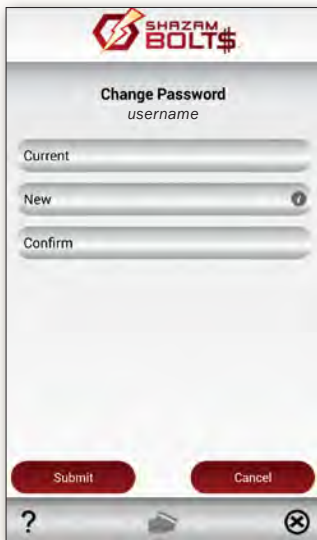 SHAZAM
BOLT$
Change Password
username
Current
New
i
Confirm
Submit
Cancel
?